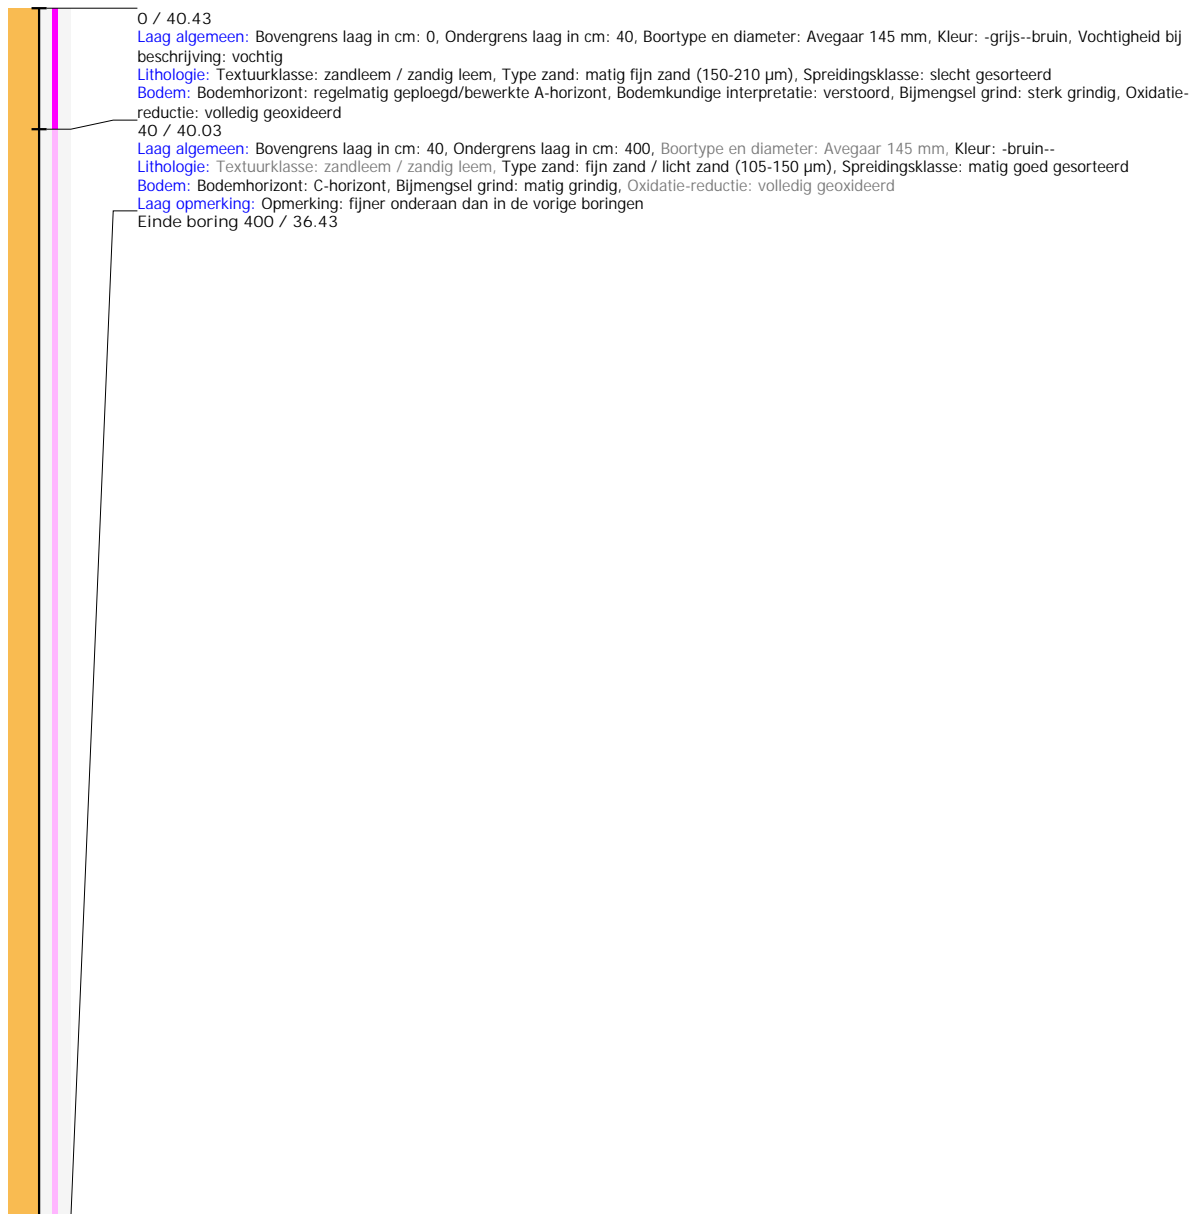 0 / 40.43
Laag algemeen: Bovengrens laag in cm: 0, Ondergrens laag in cm: 40, Boortype en diameter: Avegaar 145 mm, Kleur: -grijs--bruin, Vochtigheid bij
beschrijving: vochtig
Lithologie: Textuurklasse: zandleem / zandig leem, Type zand: matig fijn zand (150-210 µm), Spreidingsklasse: slecht gesorteerd
Bodem: Bodemhorizont: regelmatig geploegd/bewerkte A-horizont, Bodemkundige interpretatie: verstoord, Bijmengsel grind: sterk grindig, Oxidatie-
reductie: volledig geoxideerd
40 / 40.03
Laag algemeen: Bovengrens laag in cm: 40, Ondergrens laag in cm: 400, Boortype en diameter: Avegaar 145 mm, Kleur: -bruin--
Lithologie: Textuurklasse: zandleem / zandig leem, Type zand: fijn zand / licht zand (105-150 µm), Spreidingsklasse: matig goed gesorteerd
Bodem: Bodemhorizont: C-horizont, Bijmengsel grind: matig grindig, Oxidatie-reductie: volledig geoxideerd
Laag opmerking: Opmerking: fijner onderaan dan in de vorige boringen
Einde boring 400 / 36.43